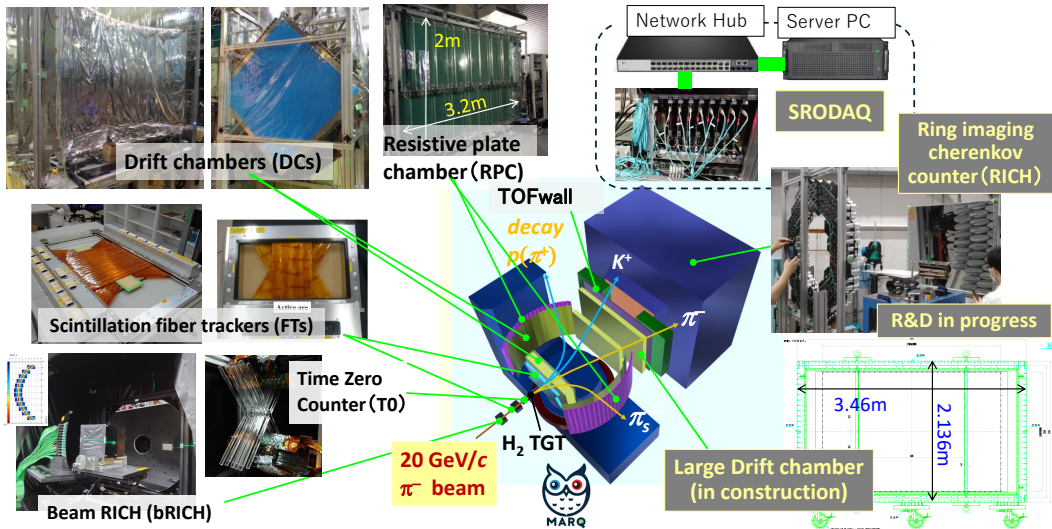 Network Hub
Server PC
2m
3.2m
SRODAQ
Ring imaging
cherenkov
counter(RICH)
Drift chambers (DCs)
Resistive plate
chamber(RPC)
TOFwall
decay
p(π⁺)
K⁺
π⁻
Scintillation fiber trackers (FTs)
R&D in progress
Time Zero
Counter(T0)
πₛ
H₂ TGT
3.46m
2.136m
20 GeV/c
π⁻ beam
Large Drift chamber
(in construction)
MARQ
Beam RICH (bRICH)